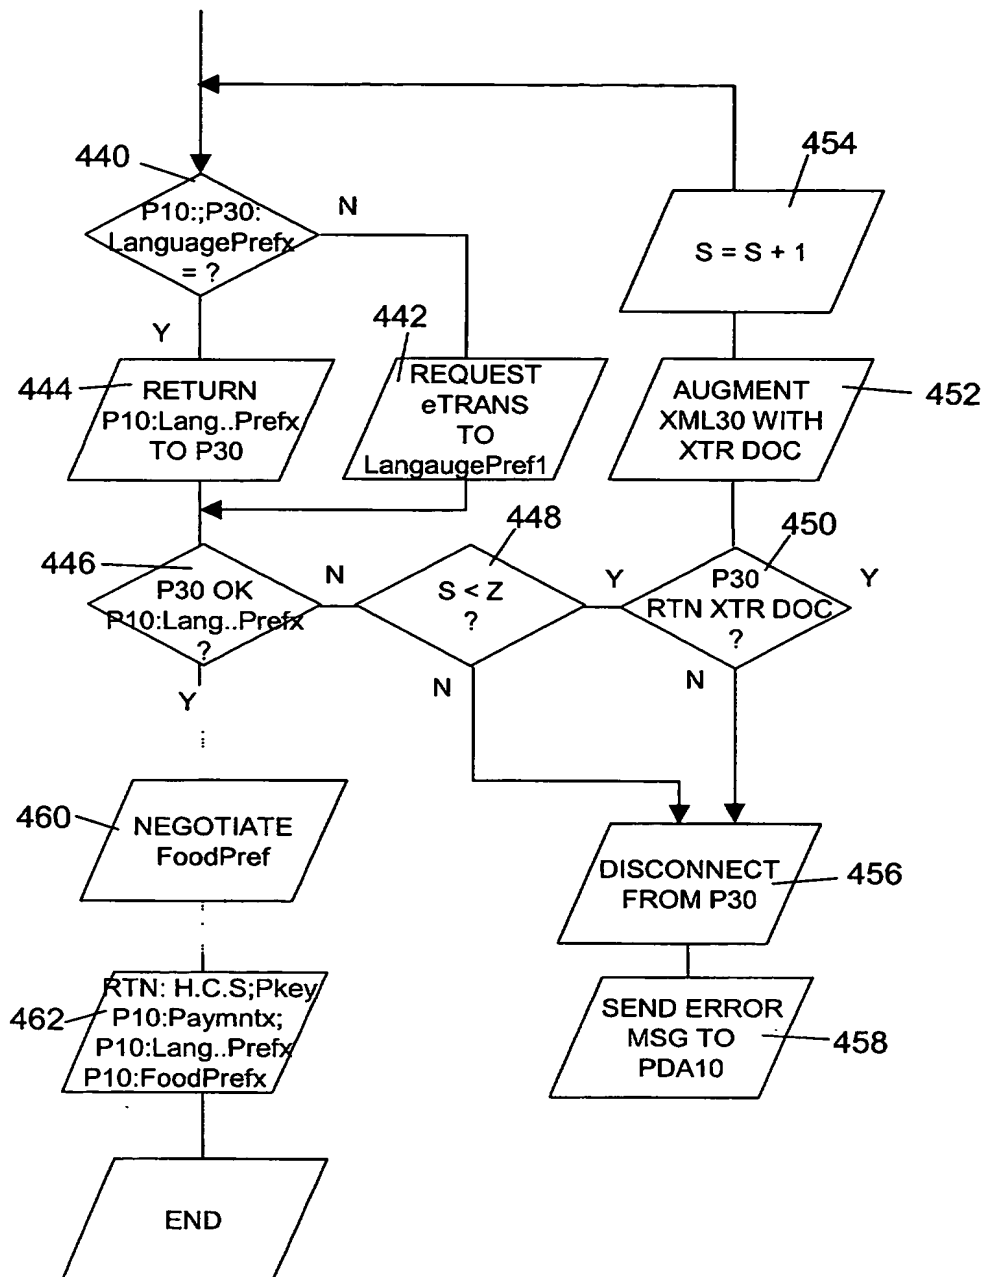 440
P10:;P30:
LanguagePrefx
= ?
N
Y
454
S = S + 1
442
REQUEST
eTRANS
TO
LangaugePref1
444
RETURN
P10:Lang..Prefx
TO P30
AUGMENT
XML30 WITH
XTR DOC
452
446
P30 OK
P10:Lang..Prefx
?
N
Y
448
S < Z
?
Y
N
450
P30
RTN XTR DOC
?
Y
N
460
NEGOTIATE
FoodPref
DISCONNECT
FROM P30
456
462
RTN: H.C.S;Pkey
P10:Paymntx;
P10:Lang..Prefx
P10:FoodPrefx
SEND ERROR
MSG TO
PDA10
458
END